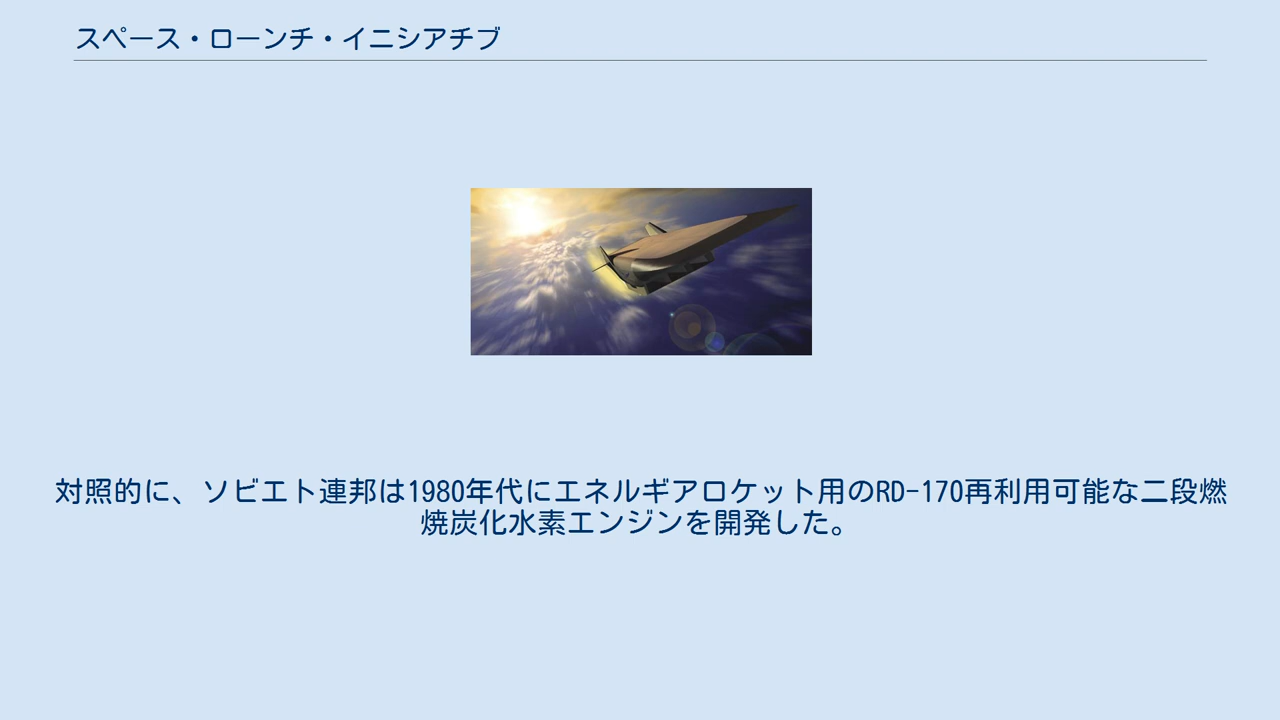 スペース・ローンチ・イニシアチブ
対照的に、ソビエト連邦は1980年代にエネルギアロケット用のRD-170再利用可能な二段燃
焼炭化水素エンジンを開発した。